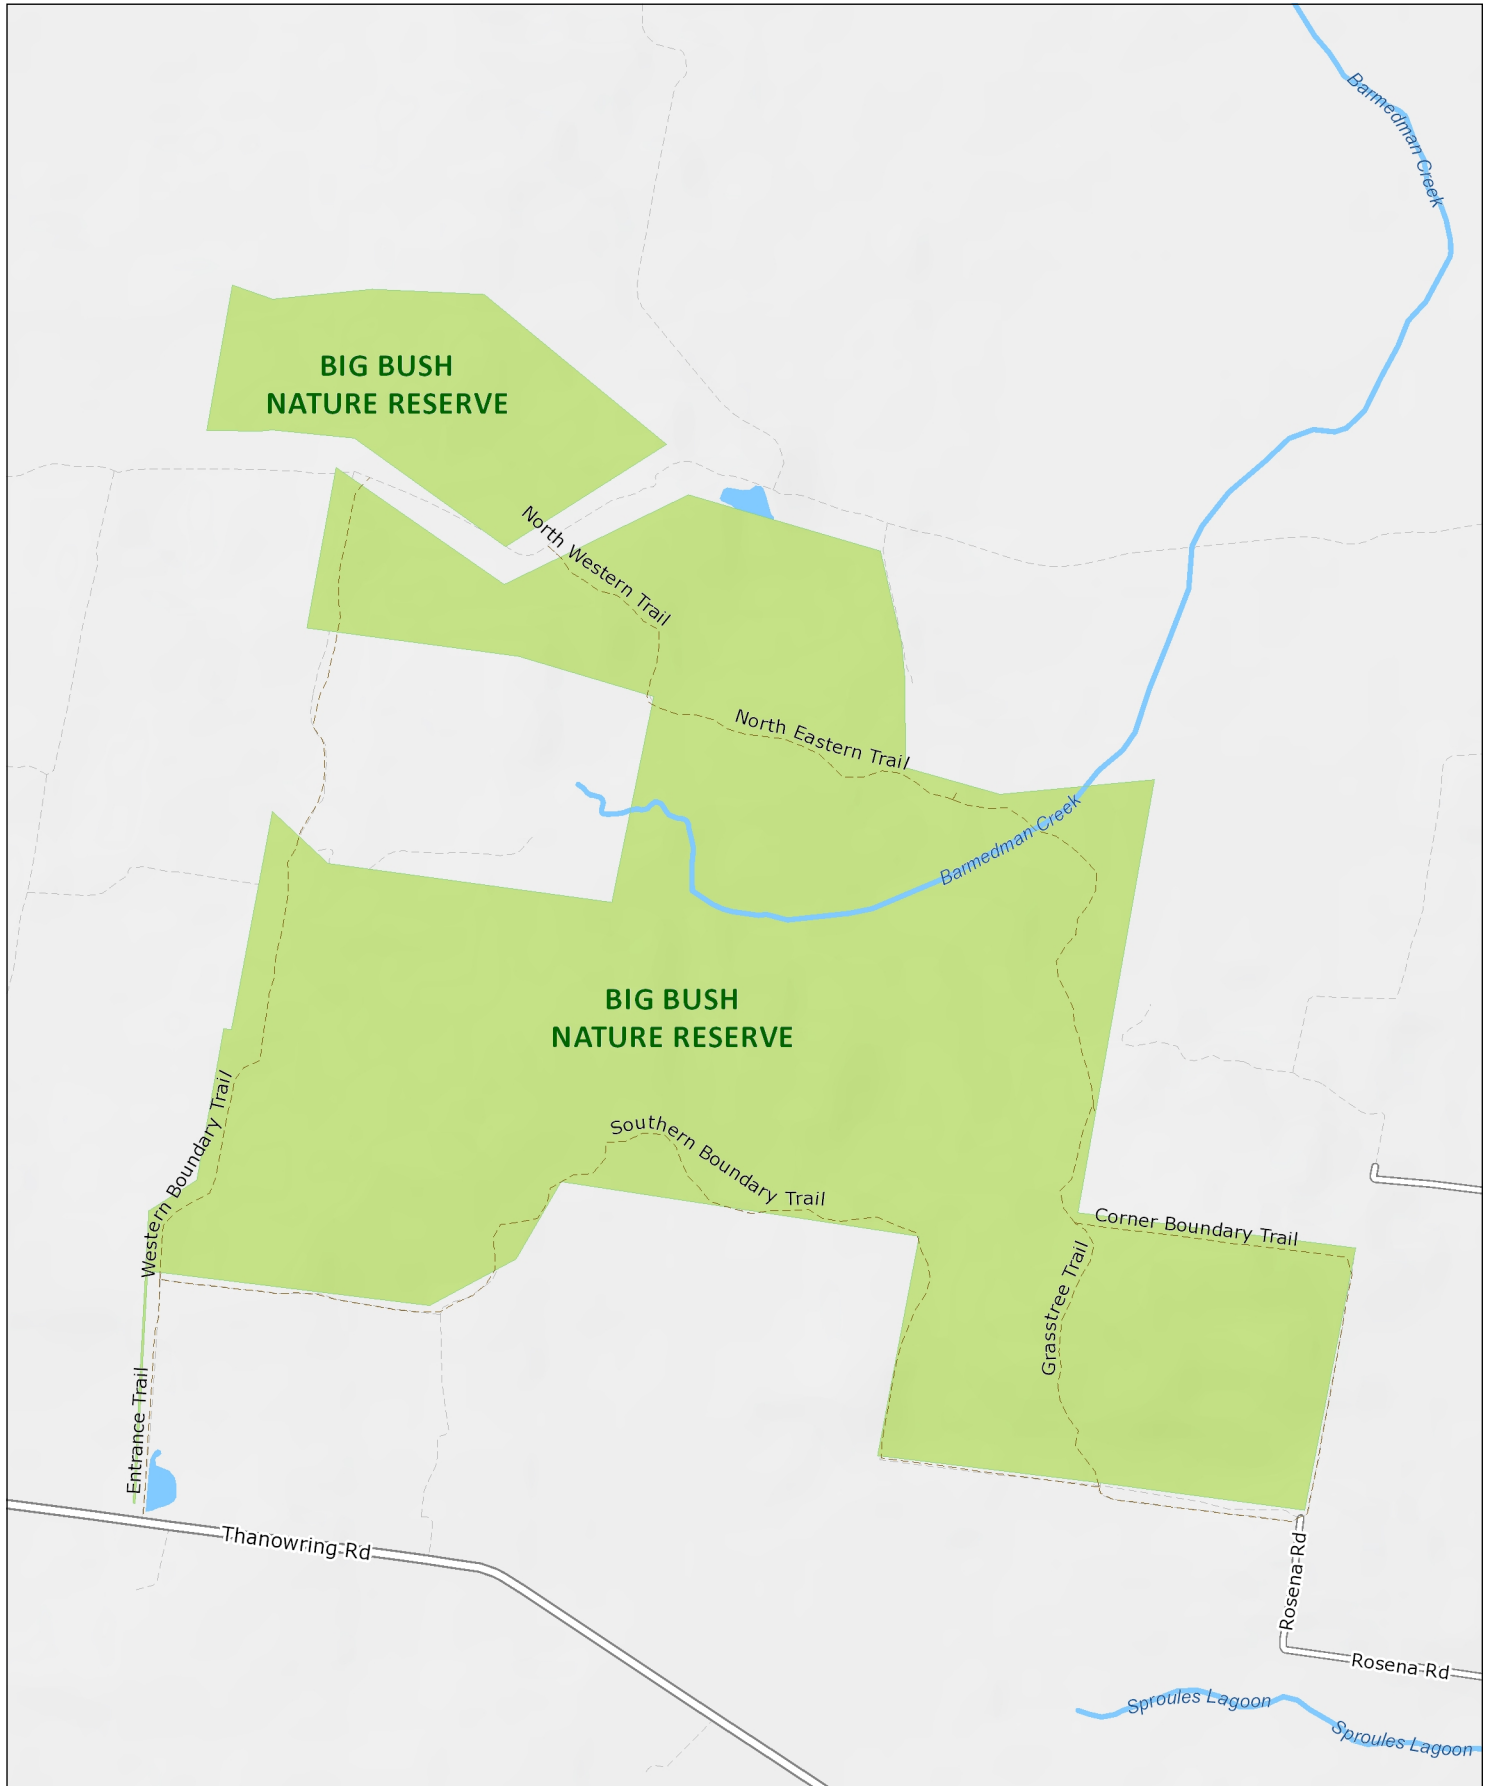 Barmedman Creek
BIG BUSH
NATURE RESERVE
North Western Trail
North Eastern Trail
Barmedman Creek
BIG BUSH
NATURE RESERVE
Western Boundary Trail
Southern Boundary Trail
Corner Boundary Trail
Grasstree Trail
Entrance Trail
Thanowring Rd
Rosena Rd
Rosena Rd
Sproules Lagoon
Sproules Lagoon